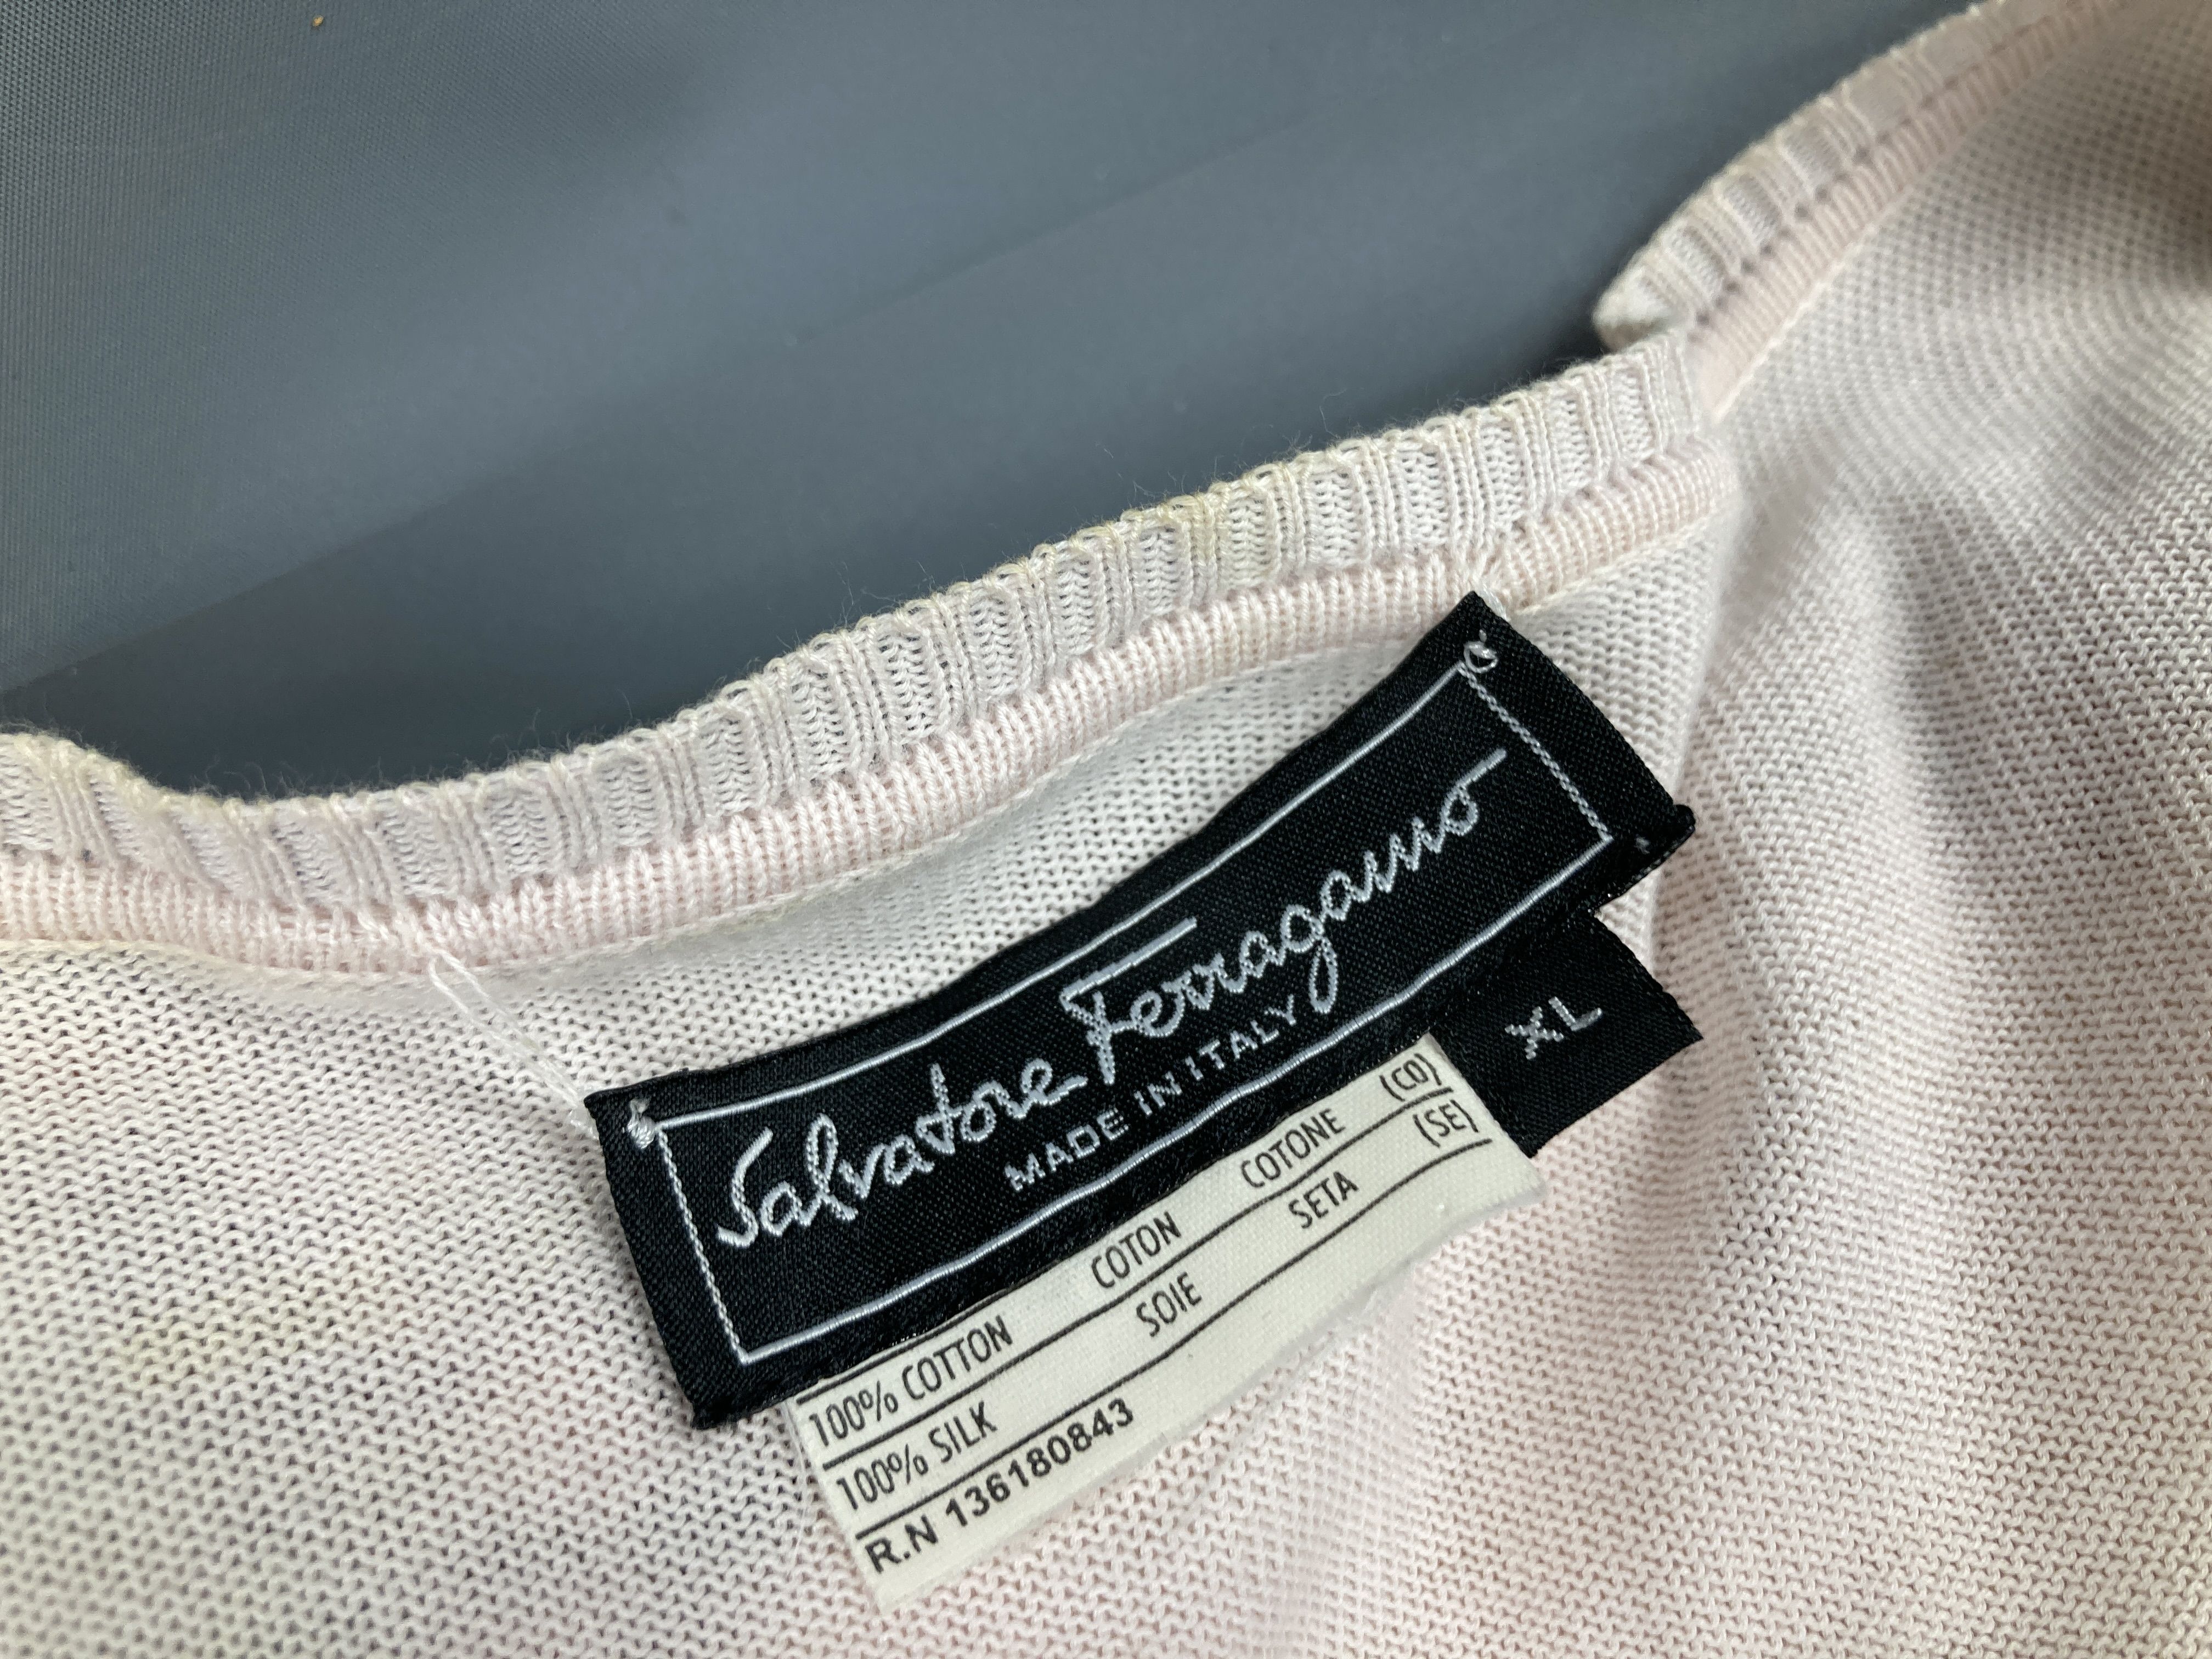 Salvatore Ferragamo
MADE IN ITALY
XL
100% COTTON COTON COTONE (CO)
100% SILK SOIE SETA (SE)
R.N 136180843